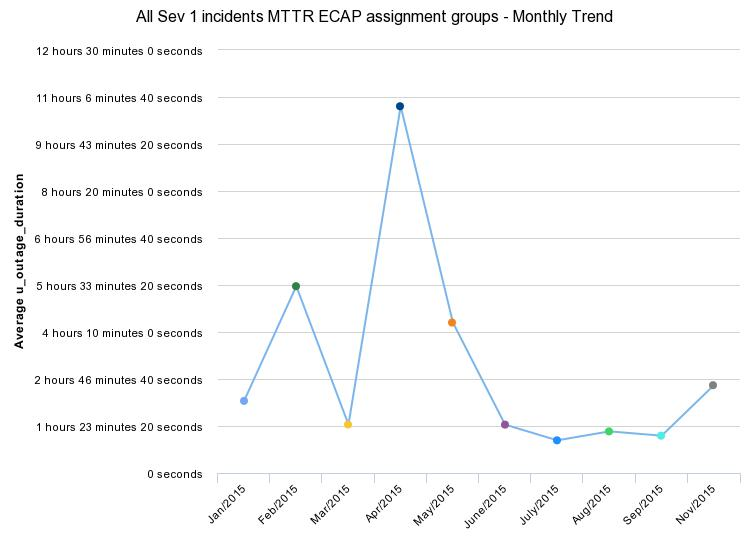 All Sev 1 incidents MTTR ECAP assignment groups - Monthly Trend
12 hours 30 minutes 0 seconds
11 hours 6 minutes 40 seconds
9 hours 43 minutes 20 seconds
8 hours 20 minutes 0 seconds
6 hours 56 minutes 40 seconds
5 hours 33 minutes 20 seconds
4 hours 10 minutes 0 seconds
2 hours 46 minutes 40 seconds
1 hours 23 minutes 20 seconds
0 seconds
Average u_outage_duration
Jan/2015
Feb/2015
Mar/2015
Apr/2015
May/2015
June/2015
July/2015
Aug/2015
Sep/2015
Nov/2015